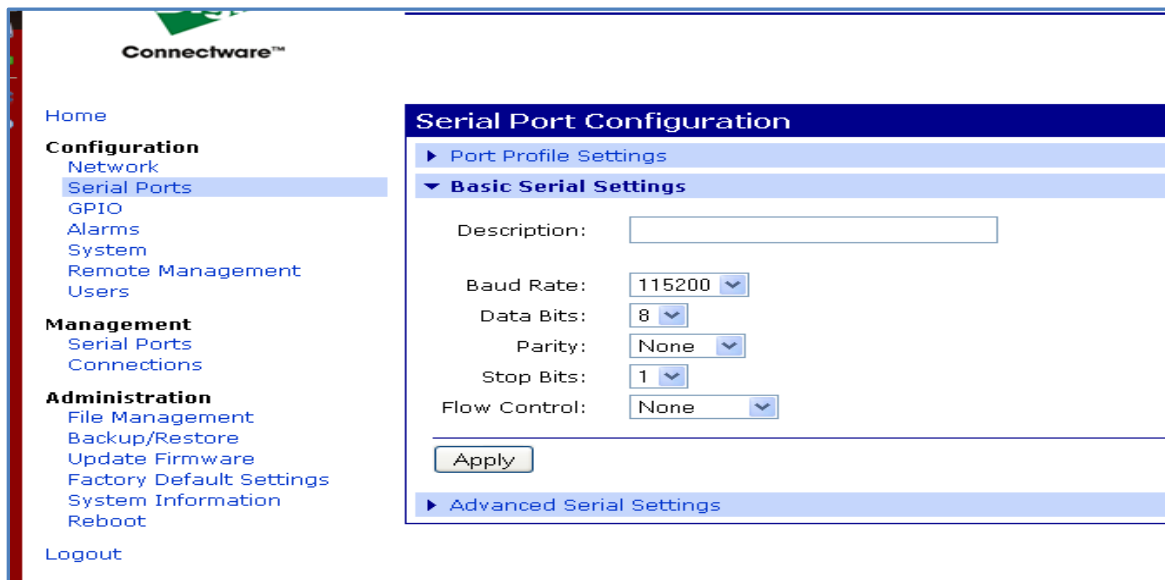 Connectware™
Home
Configuration
Network
Serial Ports
GPIO
Alarms
System
Remote Management
Users
Management
Serial Ports
Connections
Administration
File Management
Backup/Restore
Update Firmware
Factory Default Settings
System Information
Reboot
Logout
Serial Port Configuration
Port Profile Settings
Basic Serial Settings
Description:
Baud Rate: 115200
Data Bits: 8
Parity: None
Stop Bits: 1
Flow Control: None
Apply
Advanced Serial Settings